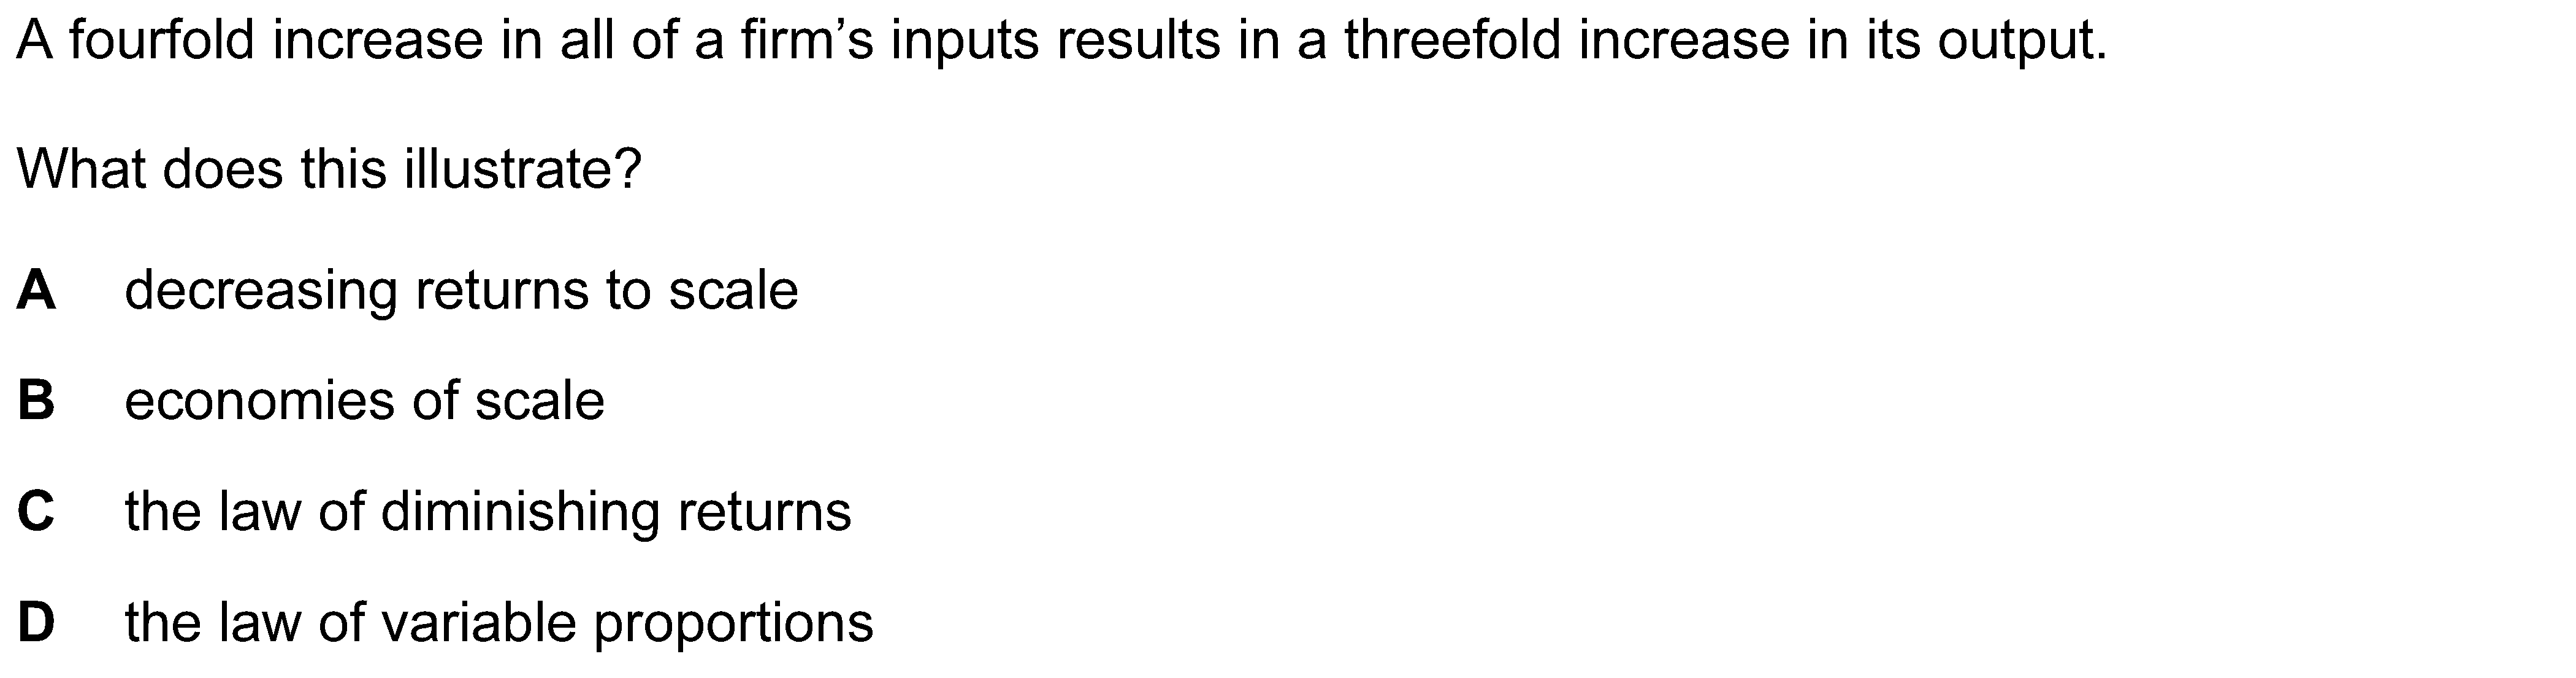 A fourfold increase in all of a firm’s inputs results in a threefold increase in its output.
What does this illustrate?
A decreasing returns to scale
B economies of scale
C the law of diminishing returns
D the law of variable proportions